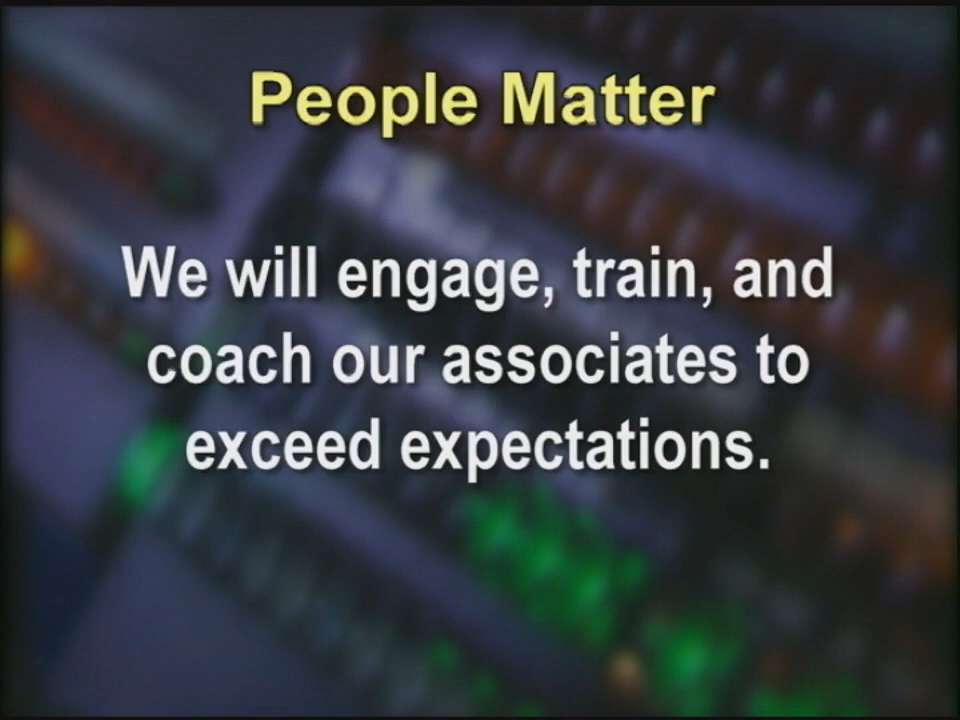 People Matter
We will engage, train, and
coach our associates to
exceed expectations.